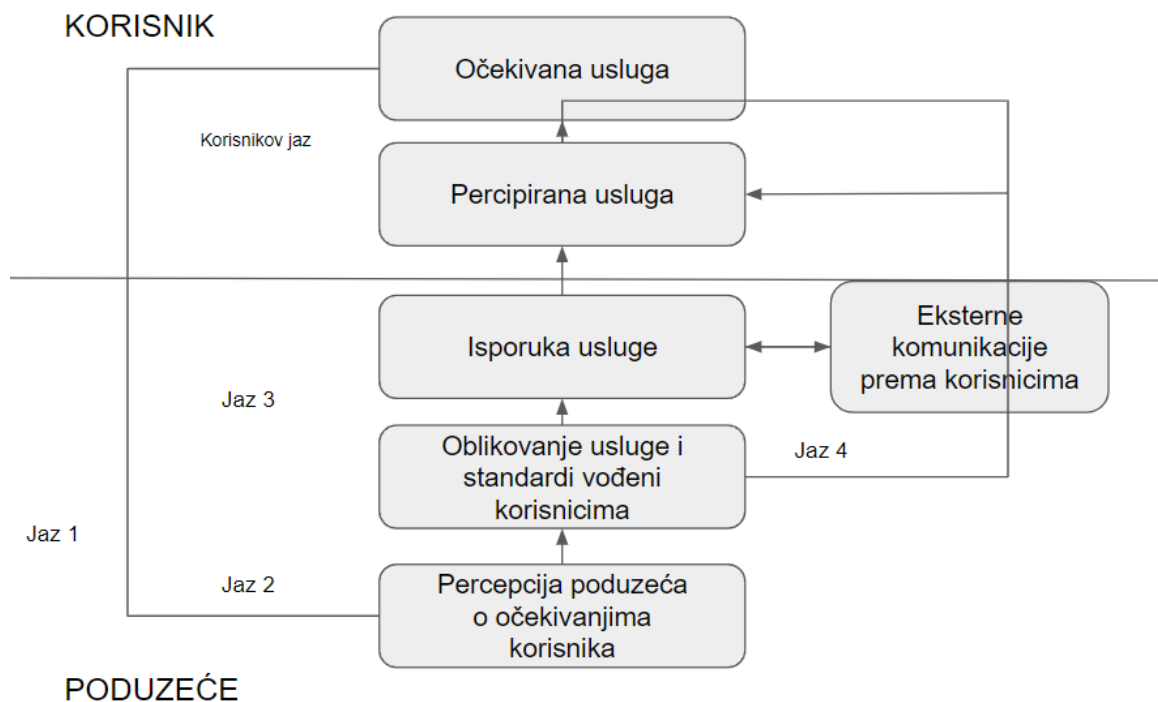 KORISNIK
Očekivana usluga
Korisnikov jaz
Percipirana usluga
Isporuka usluge
Eksterne
komunikacije
prema korisnicima
Jaz 3
Oblikovanje usluge i
standardi vođeni
korisnicima
Jaz 4
Jaz 1
Jaz 2
Percepcija poduzeća
o očekivanjima
korisnika
PODUZEĆE